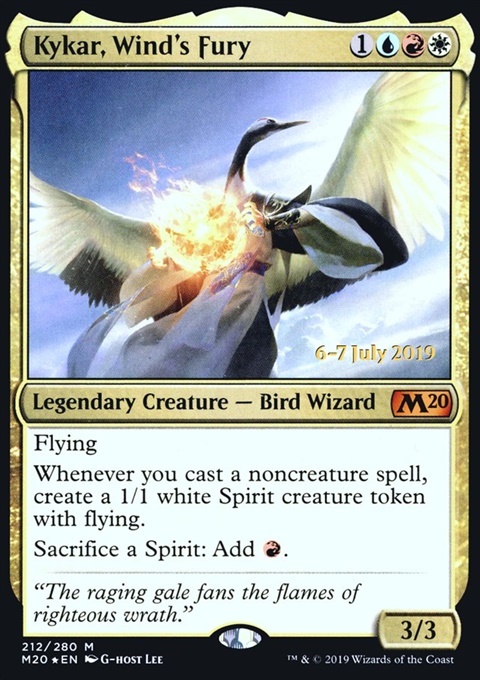 Kykar, Wind's Fury
1
6–7 July 2019
Legendary Creature — Bird Wizard
M20
Flying
Whenever you cast a noncreature spell,
create a 1/1 white Spirit creature token
with flying.
Sacrifice a Spirit: Add .
“The raging gale fans the flames of
righteous wrath.”
3/3
212/280 M
M20 ★ EN G-HOST LEE
™ & © 2019 Wizards of the Coast